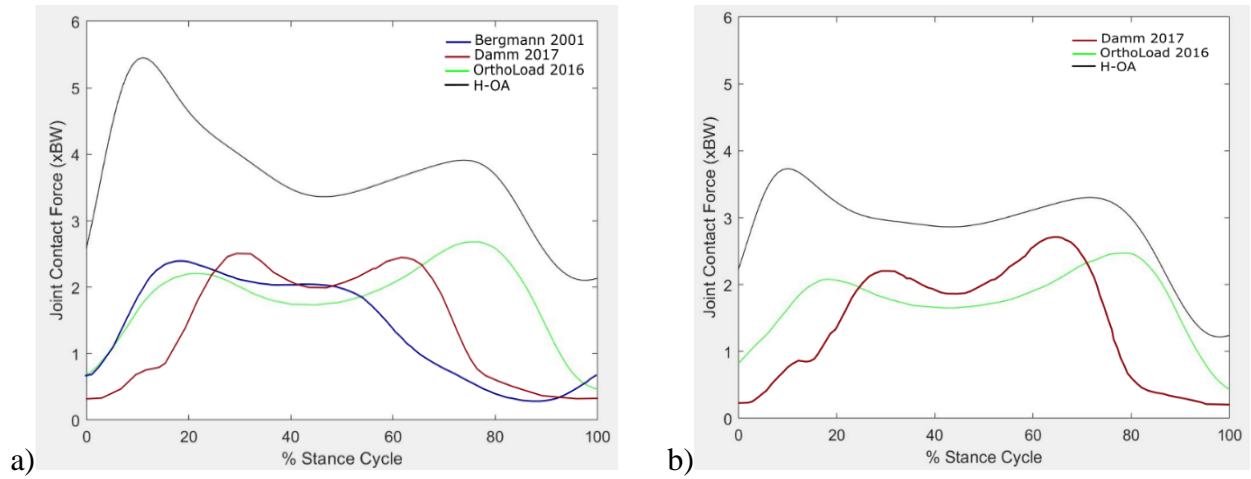 6
5
4
3
2
1
0
Joint Contact Force (xBW)
Bergmann 2001
Damm 2017
OrthoLoad 2016
H-OA
0 20 40 60 80 100
% Stance Cycle
a)
6
5
4
3
2
1
0
Joint Contact Force (xBW)
Damm 2017
OrthoLoad 2016
H-OA
0 20 40 60 80 100
% Stance Cycle
b)